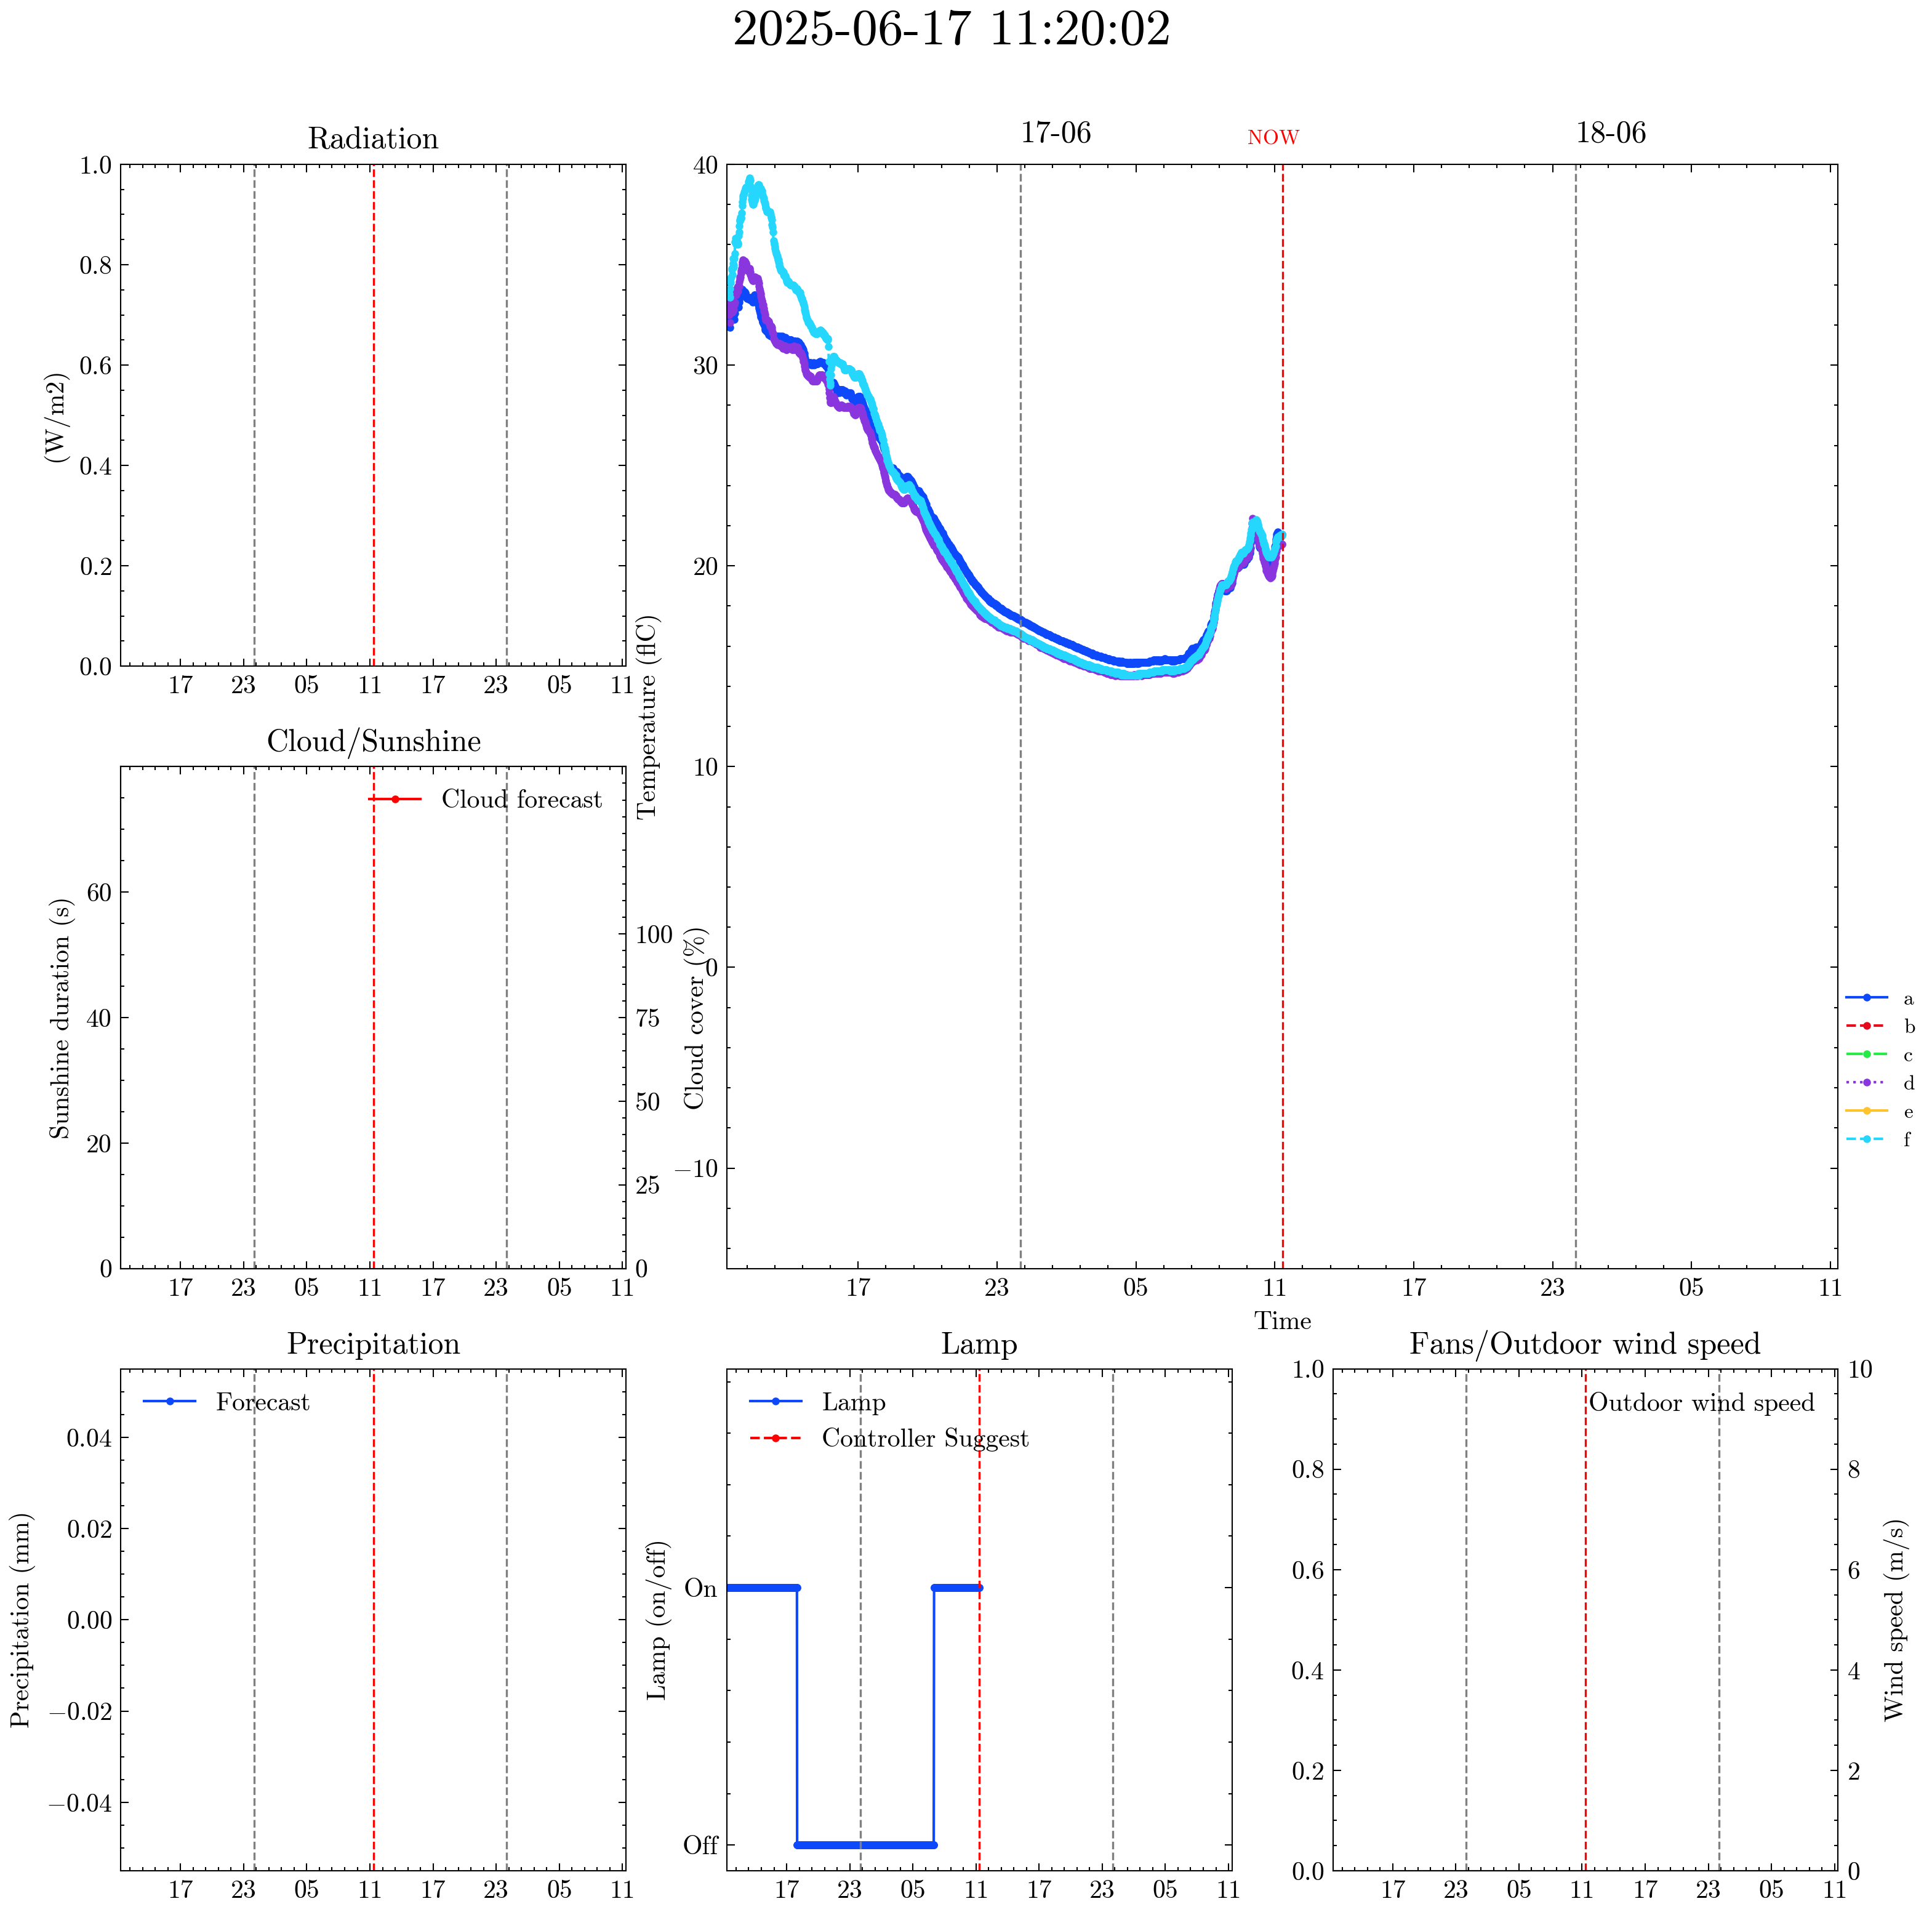 2025-06-17 11:20:02
Radiation
(W/m2)
1.0
0.8
0.6
0.4
0.2
0.0
17 23 05 11 17 23 05 11
17-06 NOW 18-06
Temperature (flC)
40
30
20
10
0
−10
17 23 05 11 17 23 05 11
Time
a
b
c
d
e
f
Cloud/Sunshine
Cloud forecast
Sunshine duration (s)
60
40
20
0
Cloud cover (%)
100
75
50
25
0
17 23 05 11 17 23 05 11
Precipitation
Forecast
Precipitation (mm)
0.04
0.02
0.00
−0.02
−0.04
17 23 05 11 17 23 05 11
Lamp
Lamp
Controller Suggest
Lamp (on/off)
On
Off
17 23 05 11 17 23 05 11
Fans/Outdoor wind speed
Outdoor wind speed
1.0
0.8
0.6
0.4
0.2
0.0
10
8
6
4
2
0
Wind speed (m/s)
17 23 05 11 17 23 05 11